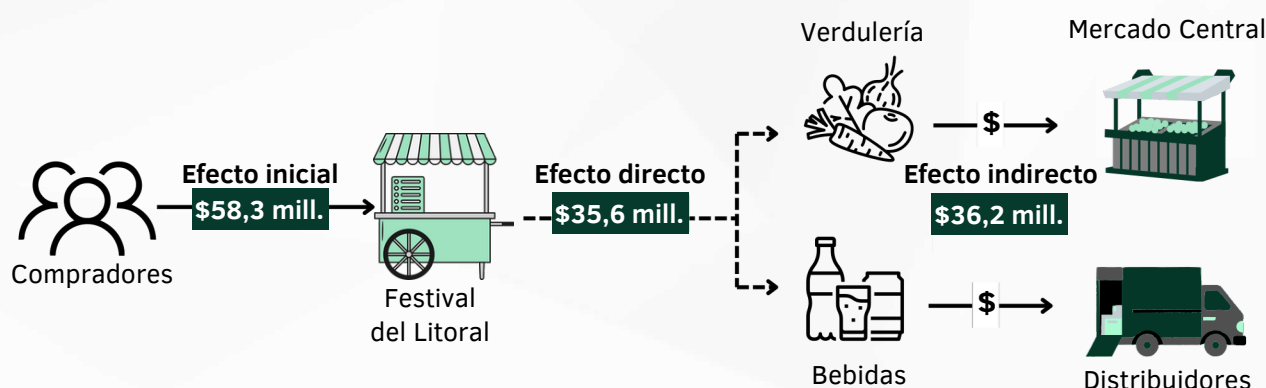 Verdulería
Mercado Central
$
Efecto inicial
$58,3 mill.
Efecto directo
$35,6 mill.
Efecto indirecto
$36,2 mill.
Compradores
Festival
del Litoral
$
Bebidas
Distribuidores